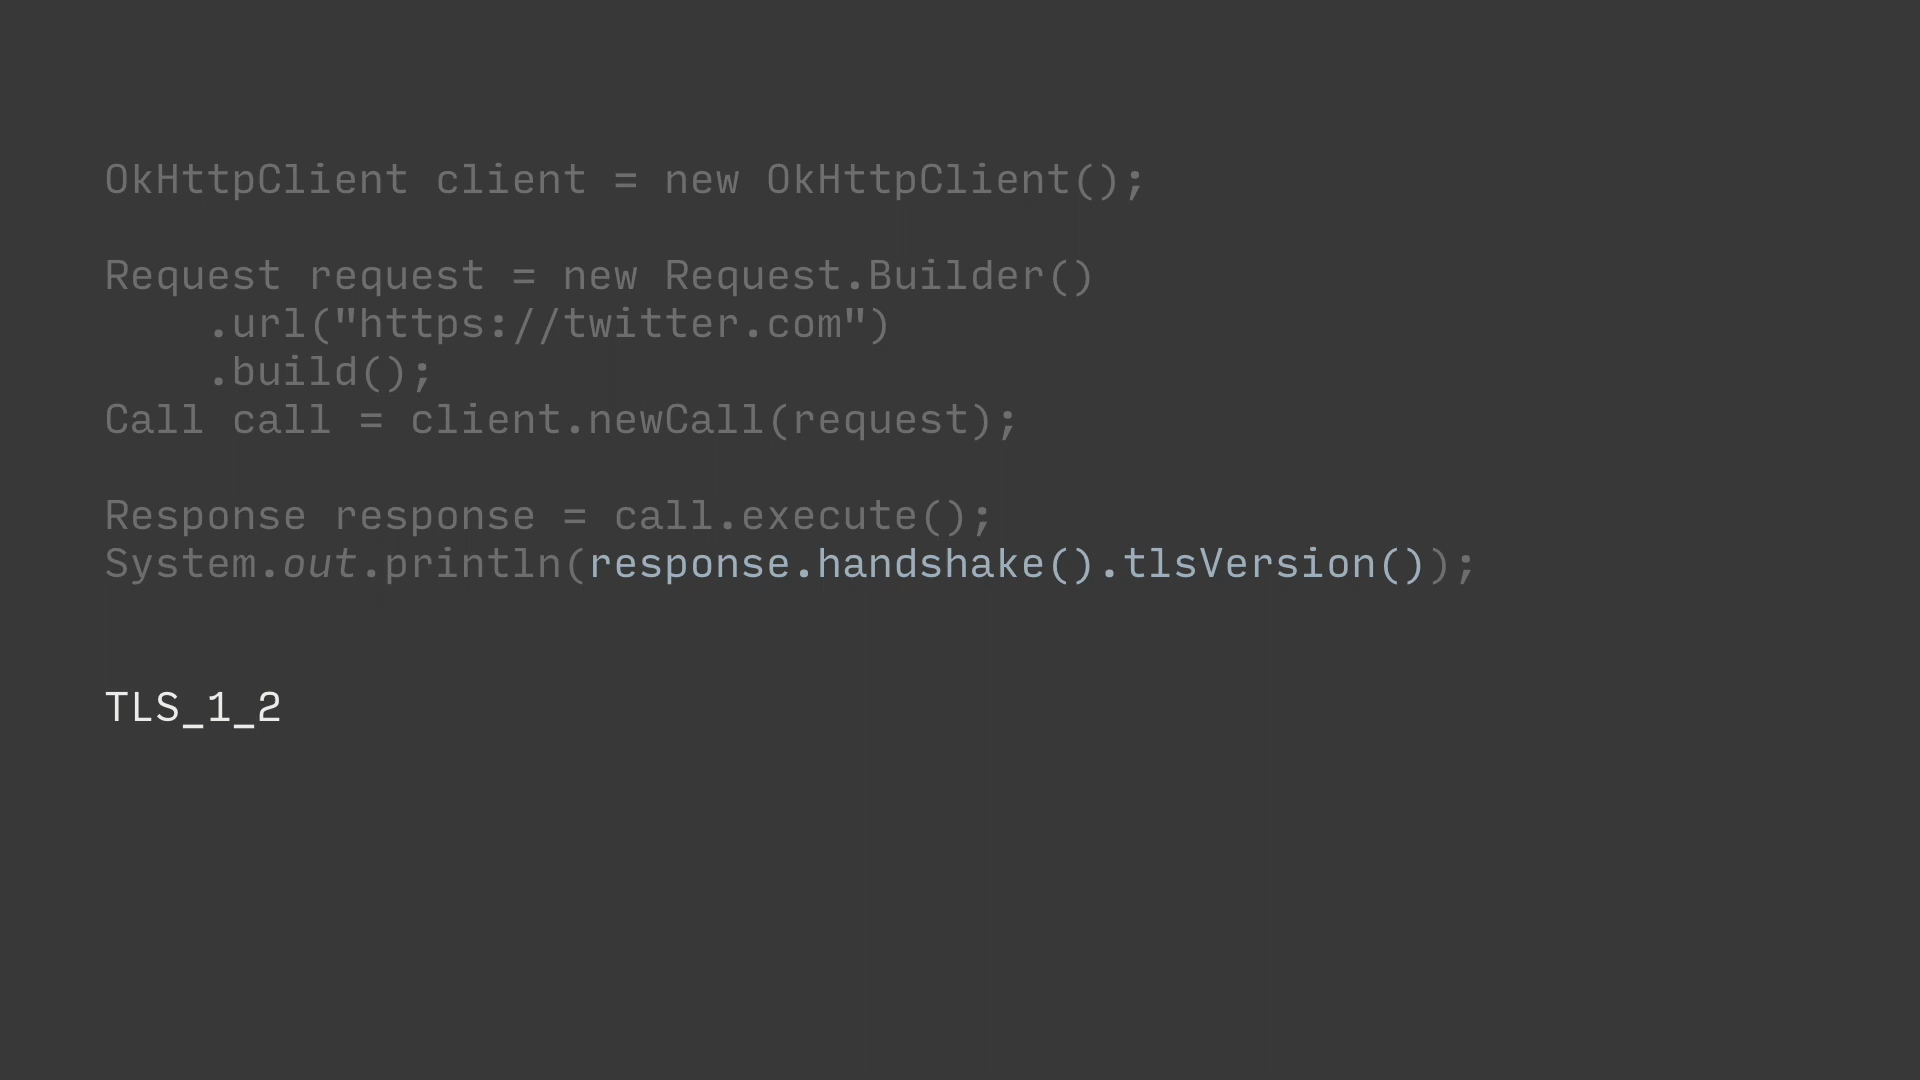 OkHttpClient client = new OkHttpClient();
Request request = new Request.Builder()
    .url("https://twitter.com")
    .build();
Call call = client.newCall(request);
Response response = call.execute();
System.out.println(response.handshake().tlsVersion());
TLS_1_2